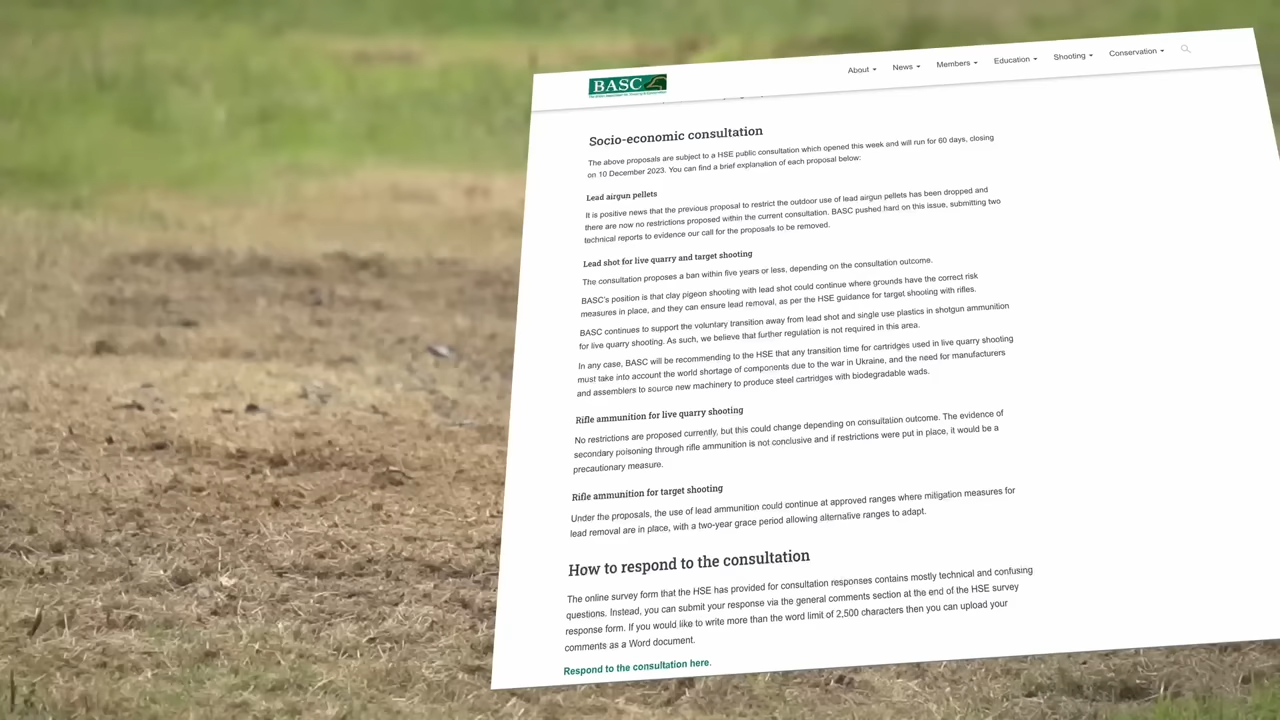 BASC
About
News
Members
Education
Shooting
Conservation
Socio-economic consultation
The above proposals are subject to a HSE public consultation which opened this week and will run for 60 days, closing
on 10 December 2023. You can find a brief explanation of each proposal below:
Lead airgun pellets
It is positive news that the previous proposal to restrict the outdoor use of lead airgun pellets has been dropped and
there are now no restrictions proposed within the current consultation. BASC pushed hard on this issue, submitting two
technical reports to evidence our call for the proposals to be removed.
Lead shot for live quarry and target shooting
The consultation proposes a ban within five years or less, depending on the consultation outcome.
BASC's position is that clay pigeon shooting with lead shot could continue where grounds have the correct risk
measures in place, and they can ensure lead removal, as per the HSE guidance for target shooting with rifles.
BASC continues to support the voluntary transition away from lead shot and single use plastics in shotgun ammunition
for live quarry shooting. As such, we believe that further regulation is not required in this area.
In any case, BASC will be recommending to the HSE that any transition time for cartridges used in live quarry shooting
must take into account the world shortage of components due to the war in Ukraine, and the need for manufacturers
and assemblers to source new machinery to produce steel cartridges with biodegradable wads.
Rifle ammunition for live quarry shooting
No restrictions are proposed currently, but this could change depending on consultation outcome. The evidence of
secondary poisoning through rifle ammunition is not conclusive and if restrictions were put in place, it would be a
precautionary measure.
Rifle ammunition for target shooting
Under the proposals, the use of lead ammunition could continue at approved ranges where mitigation measures for
lead removal are in place, with a two-year grace period allowing alternative ranges to adapt.
How to respond to the consultation
The online survey form that the HSE has provided for consultation responses contains mostly technical and confusing
questions. Instead, you can submit your response via the general comments section at the end of the HSE survey
response form. If you would like to write more than the word limit of 2,500 characters then you can upload your
comments as a Word document.
Respond to the consultation here.